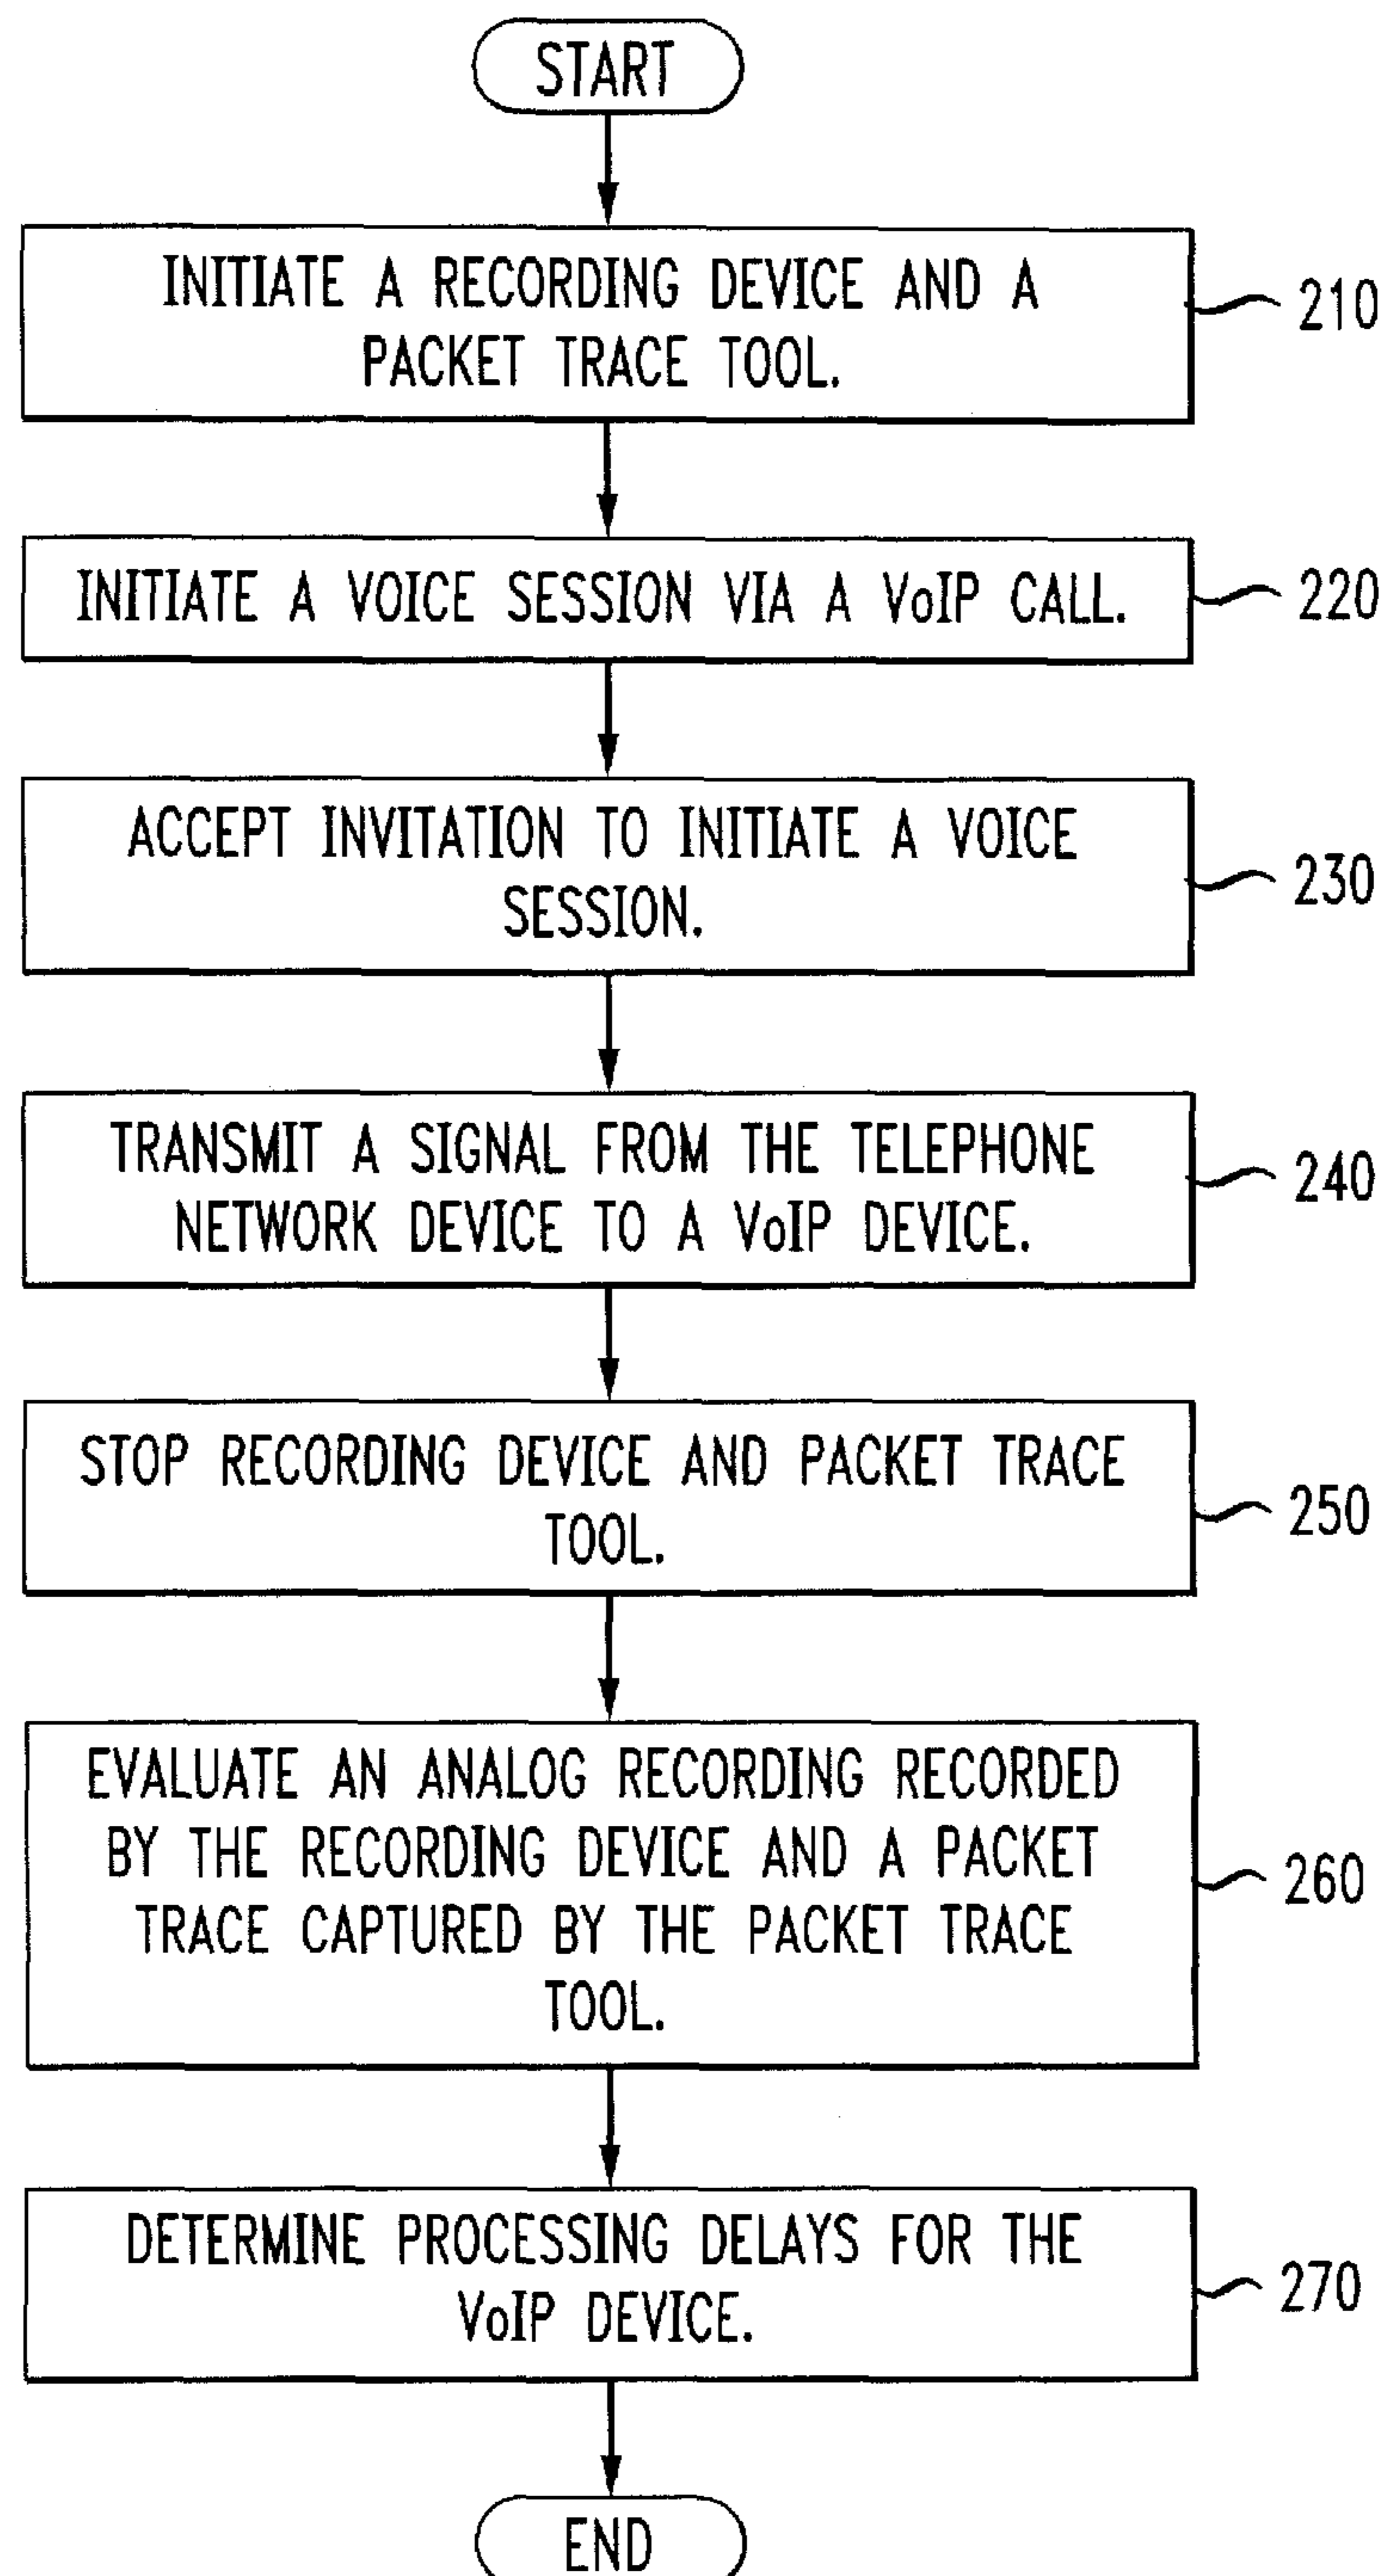 START
INITIATE A RECORDING DEVICE AND A
PACKET TRACE TOOL.
210
INITIATE A VOICE SESSION VIA A VoIP CALL.
220
ACCEPT INVITATION TO INITIATE A VOICE
SESSION.
230
TRANSMIT A SIGNAL FROM THE TELEPHONE
NETWORK DEVICE TO A VoIP DEVICE.
240
STOP RECORDING DEVICE AND PACKET TRACE
TOOL.
250
EVALUATE AN ANALOG RECORDING RECORDED
BY THE RECORDING DEVICE AND A PACKET
TRACE CAPTURED BY THE PACKET TRACE
TOOL.
260
DETERMINE PROCESSING DELAYS FOR THE
VoIP DEVICE.
270
END